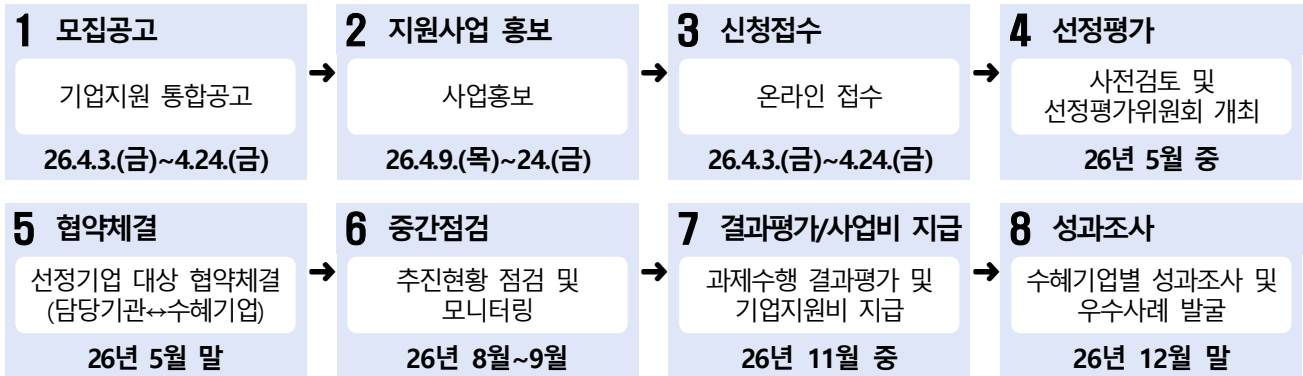 1 모집공고
기업지원 통합공고
26.4.3.(금)~4.24.(금)
➜
2 지원사업 홍보
사업홍보
26.4.9.(목)~24.(금)
➜
3 신청접수
온라인 접수
26.4.3.(금)~4.24.(금)
➜
4 선정평가
사전검토 및
선정평가위원회 개최
26년 5월 중
5 협약체결
선정기업 대상 협약체결
(담당기관↔수혜기업)
26년 5월 말
➜
6 중간점검
추진현황 점검 및
모니터링
26년 8월~9월
➜
7 결과평가/사업비 지급
과제수행 결과평가 및
기업지원비 지급
26년 11월 중
➜
8 성과조사
수혜기업별 성과조사 및
우수사례 발굴
26년 12월 말